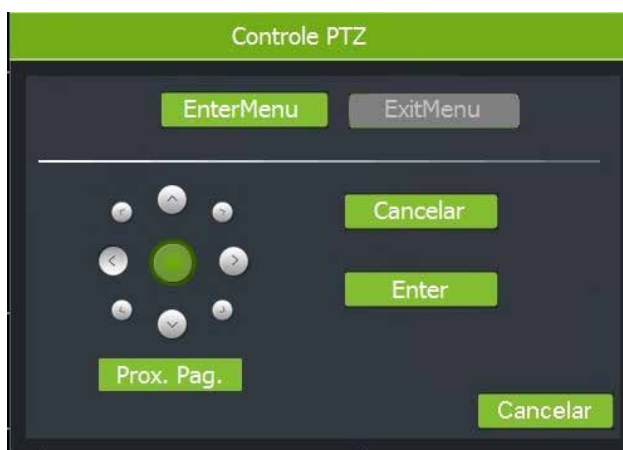 Controle PTZ
EnterMenu ExitMenu
Cancelar
Enter
Prox. Pag.
Cancelar